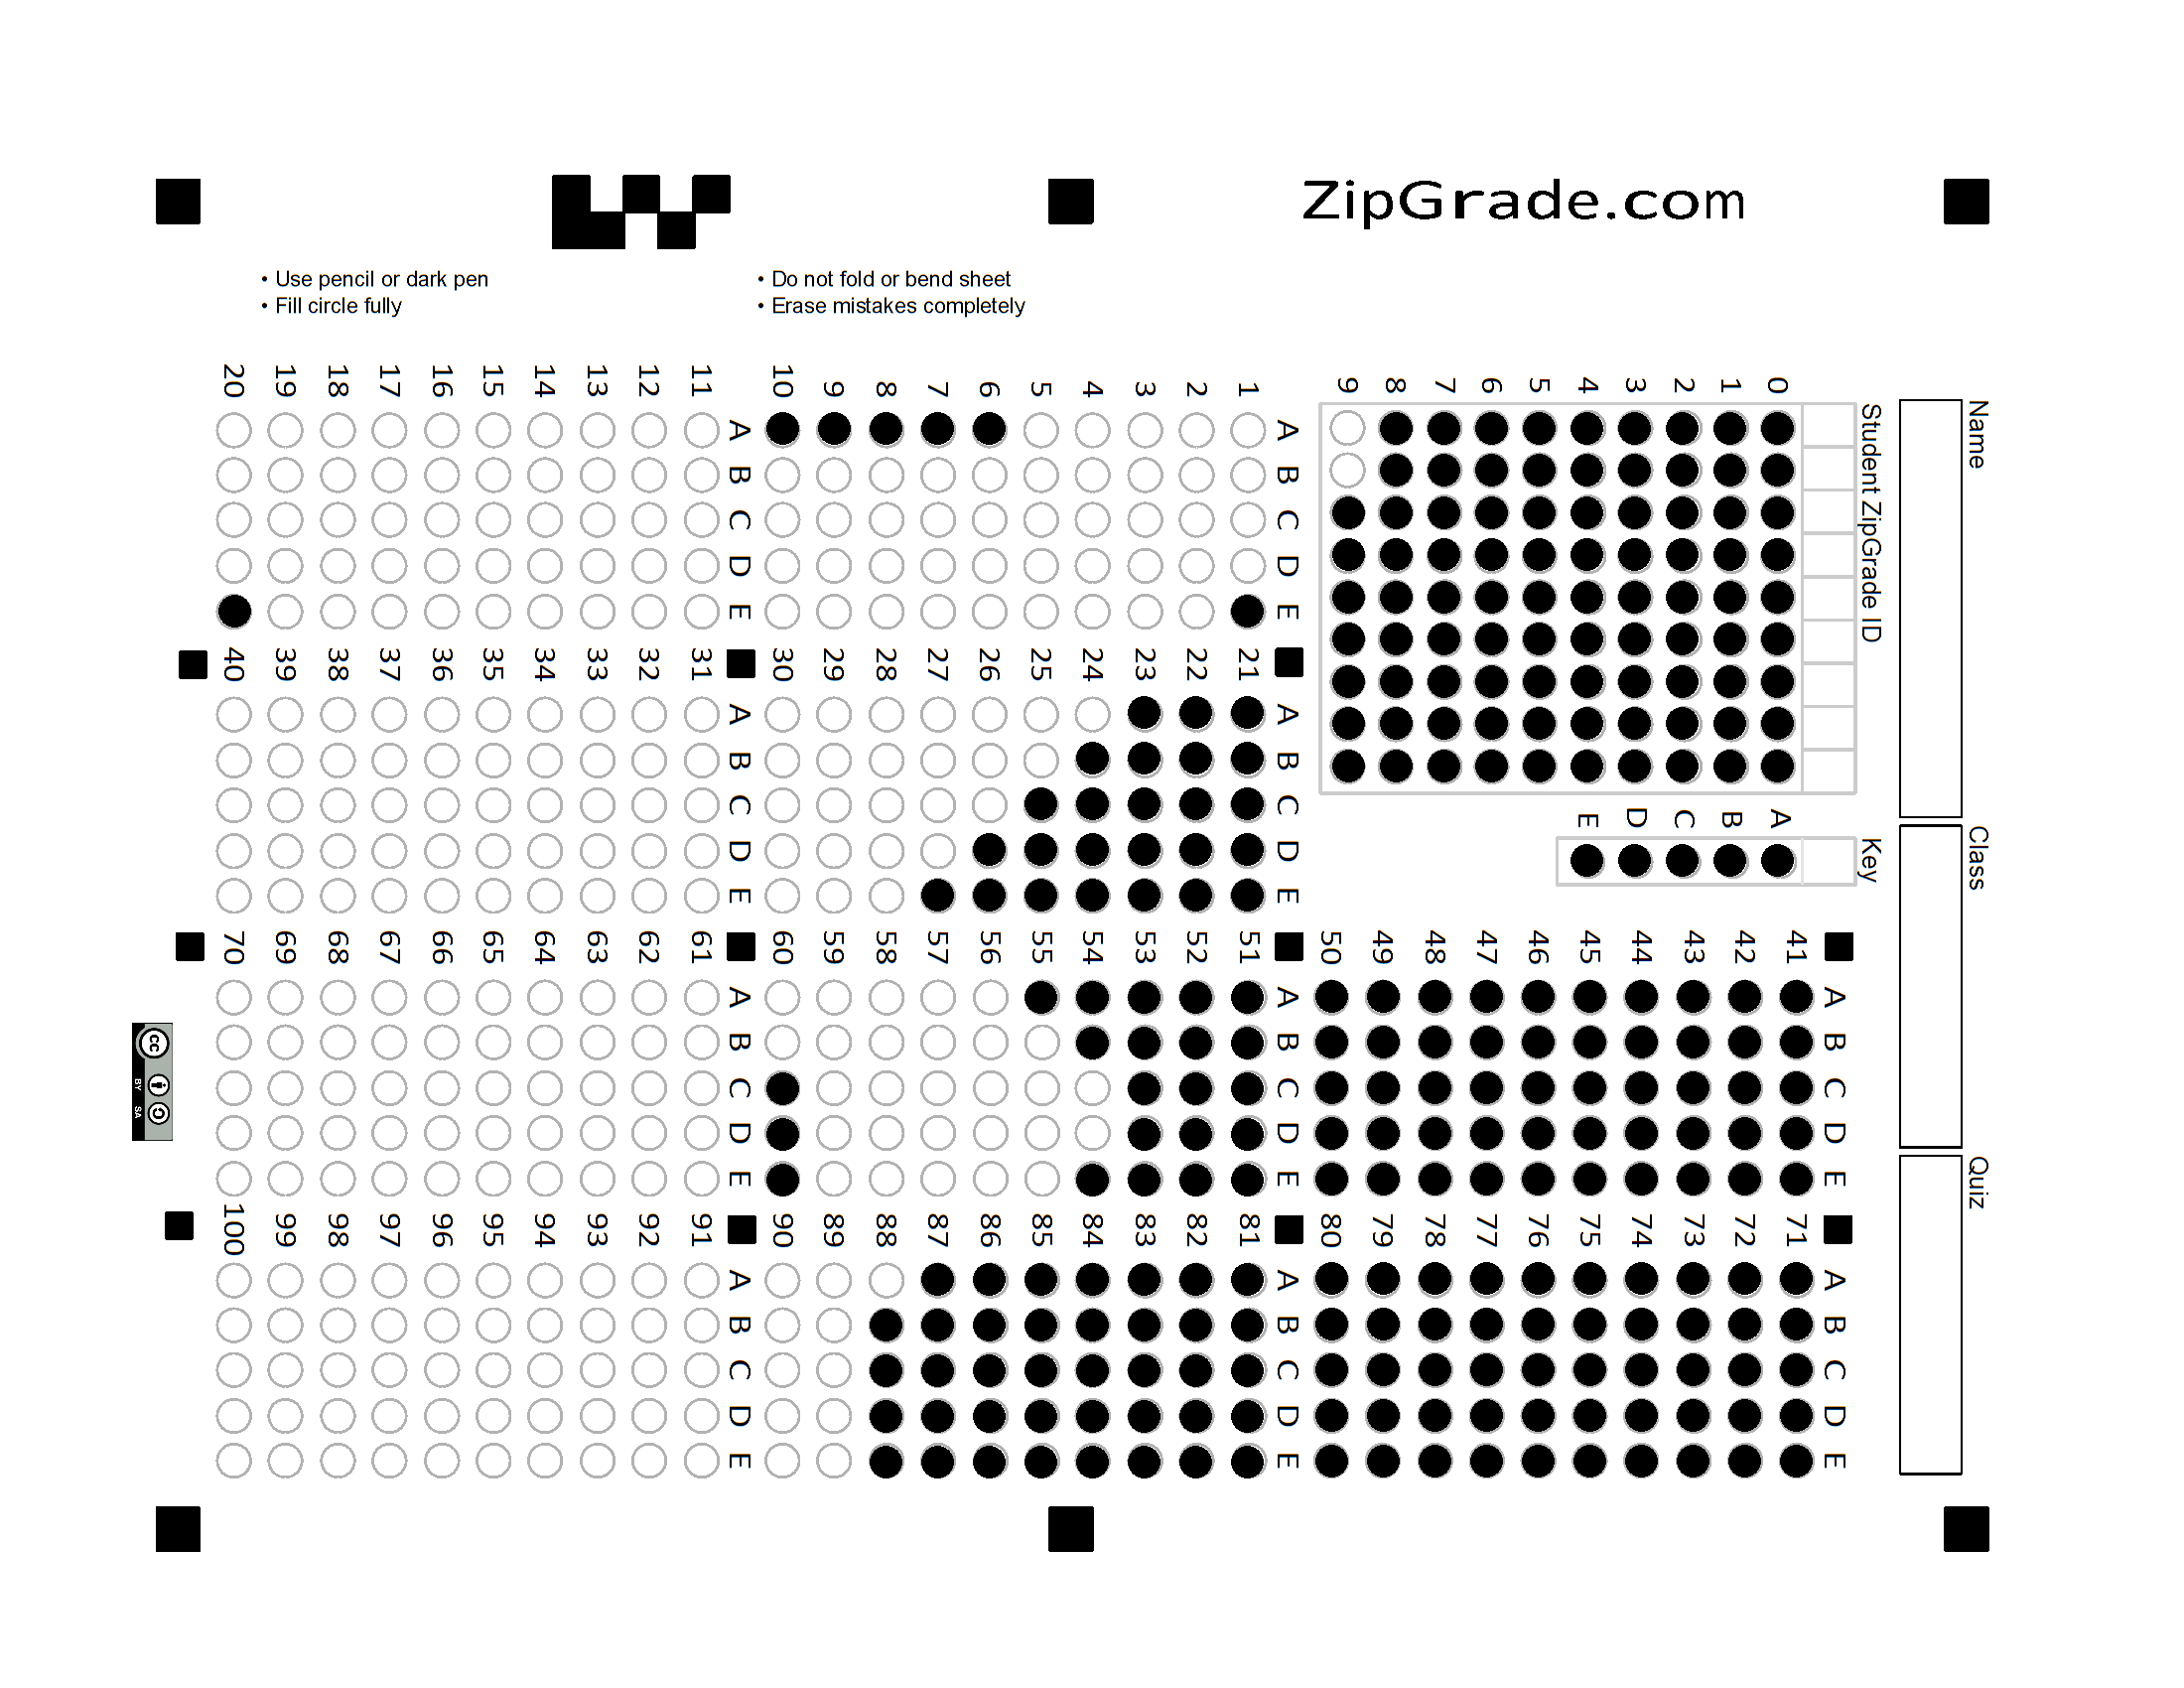 ZipGrade.com
• Use pencil or dark pen
• Fill circle fully
• Do not fold or bend sheet
• Erase mistakes completely
Name
Class
Quiz
Student ZipGrade ID
0 1 2 3 4 5 6 7 8 9
Key
A B C D E
1 2 3 4 5 6 7 8 9 10
A B C D E
11 12 13 14 15 16 17 18 19 20
A B C D E
21 22 23 24 25 26 27 28 29 30
A B C D E
31 32 33 34 35 36 37 38 39 40
A B C D E
41 42 43 44 45 46 47 48 49 50
A B C D E
51 52 53 54 55 56 57 58 59 60
A B C D E
61 62 63 64 65 66 67 68 69 70
A B C D E
71 72 73 74 75 76 77 78 79 80
A B C D E
81 82 83 84 85 86 87 88 89 90
A B C D E
91 92 93 94 95 96 97 98 99 100
A B C D E
cc
BY SA